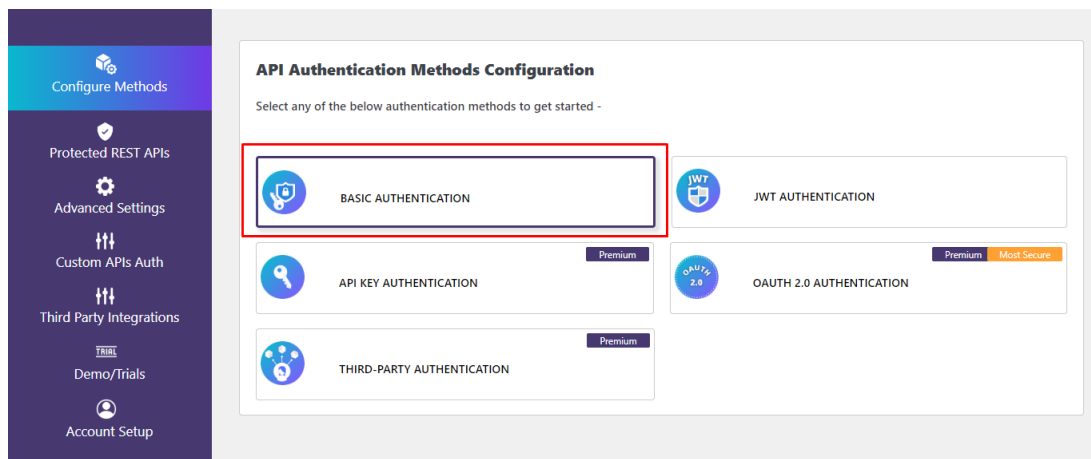 Configure Methods
Protected REST APIs
Advanced Settings
Custom APIs Auth
Third Party Integrations
TRIAL
Demo/Trials
Account Setup
API Authentication Methods Configuration
Select any of the below authentication methods to get started -
BASIC AUTHENTICATION
JWT
JWT AUTHENTICATION
Premium
API KEY AUTHENTICATION
Premium Most Secure
OAUTH 2.0
OAUTH 2.0 AUTHENTICATION
Premium
THIRD-PARTY AUTHENTICATION